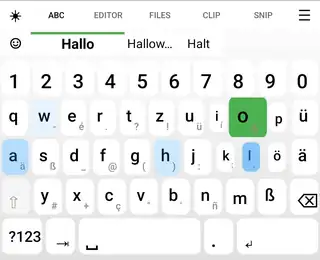 ABC EDITOR FILES CLIP SNIP
Hallo Hallow... Halt
1 2 3 4 5 6 7 8 9 0
q w - e é r . t ? z ! u ü i í o p ü
a ä s ß d _ f @ g ( h ) j ; k l ö ä
y # x + c ç v - b . n ñ m ß
?123 .